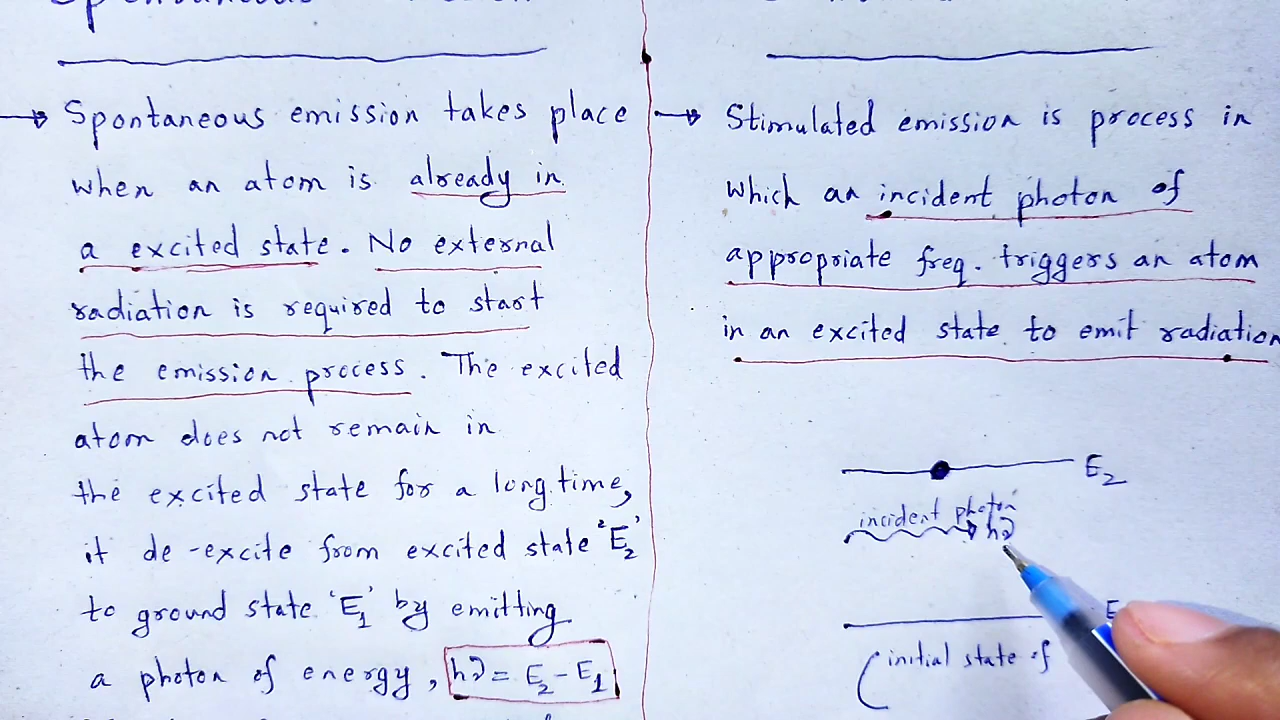 Spontaneous emission takes place
when an atom is already in
a excited state. No external
radiation is required to start
the emission process. The excited
atom does not remain in
the excited state for a long time,
it de-excite from excited state 'E₂'
to ground state 'E₁' by emitting
a photon of energy, hν = E₂ - E₁
Stimulated emission is process in
which an incident photon of
appropriate freq. triggers an atom
in an excited state to emit radiation
E₂
incident photon
hν
E
(initial state of